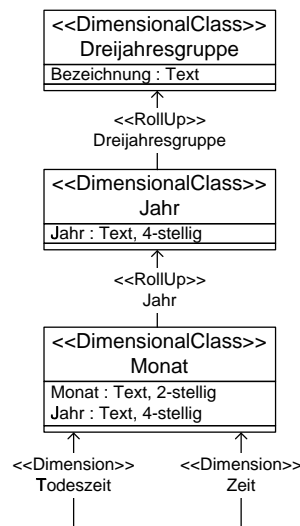 <<DimensionalClass>>
Dreijahresgruppe
Bezeichnung : Text
<<RollUp>>
Dreijahresgruppe
<<DimensionalClass>>
Jahr
Jahr : Text, 4-stellig
<<RollUp>>
Jahr
<<DimensionalClass>>
Monat
Monat : Text, 2-stellig
Jahr : Text, 4-stellig
<<Dimension>>
Todeszeit
<<Dimension>>
Zeit